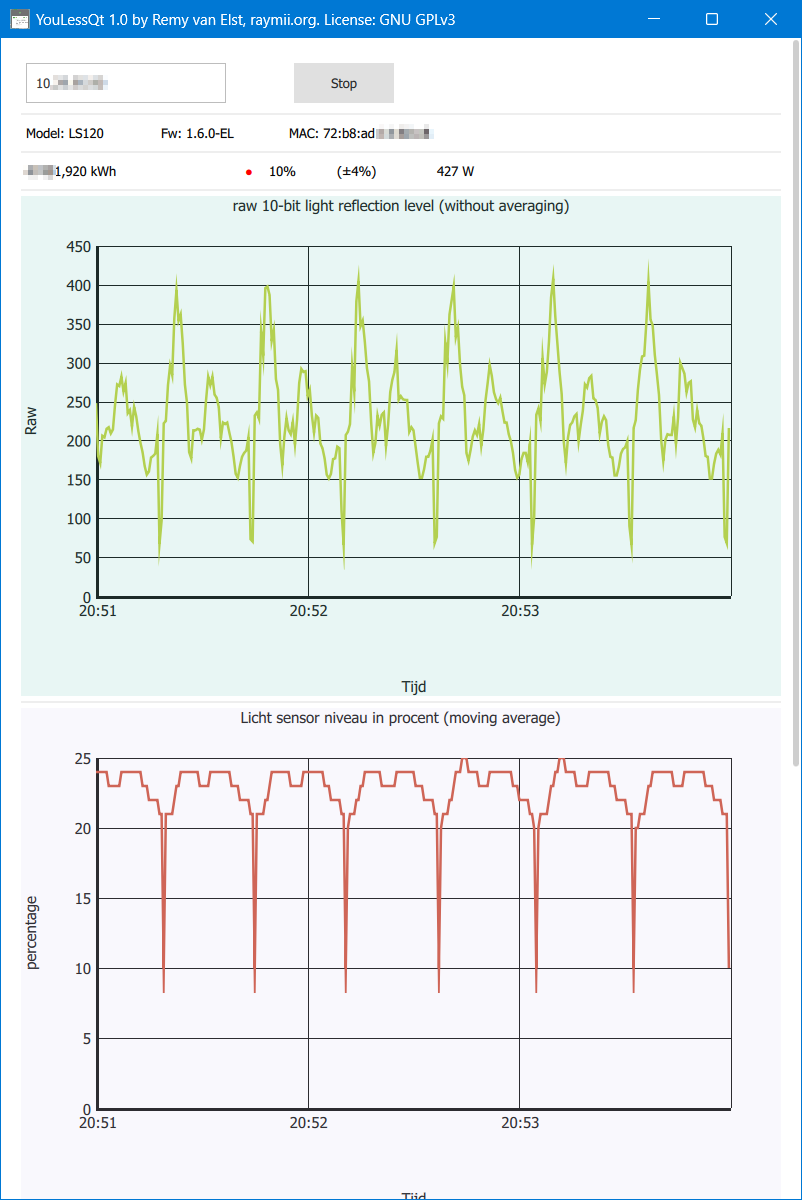 YouLessQt 1.0 by Remy van Elst, raymii.org. License: GNU GPLv3
10. Stop
Model: LS120 Fw: 1.6.0-EL MAC: 72:b8:ad
1,920 kWh 10% (±4%) 427 W
raw 10-bit light reflection level (without averaging)
450
400
350
300
250
200
150
100
50
0
Raw
20:51 20:52 20:53
Tijd
Licht sensor niveau in procent (moving average)
25
20
15
10
5
0
percentage
20:51 20:52 20:53
Tijd